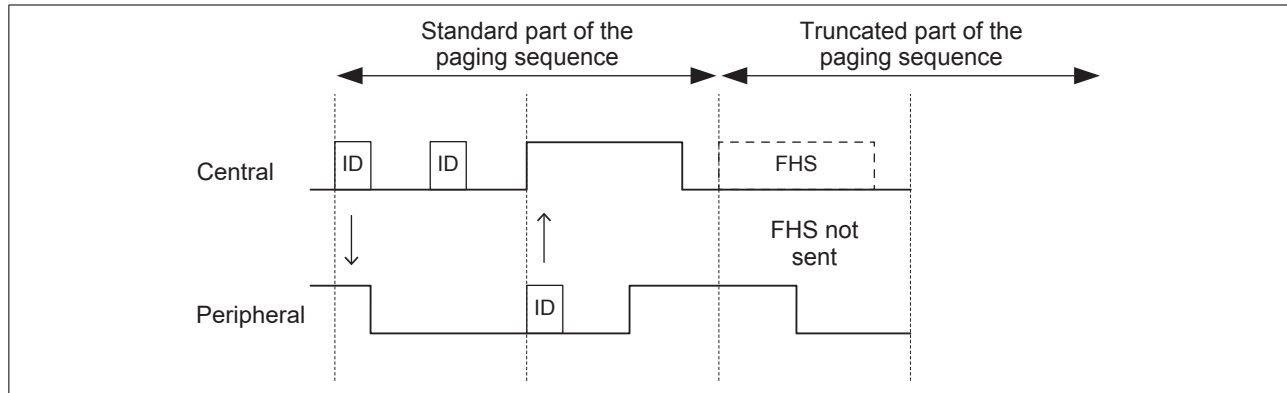 Standard part of the
paging sequence
Truncated part of the
paging sequence
Central
ID
ID
FHS
FHS not
sent
Peripheral
ID